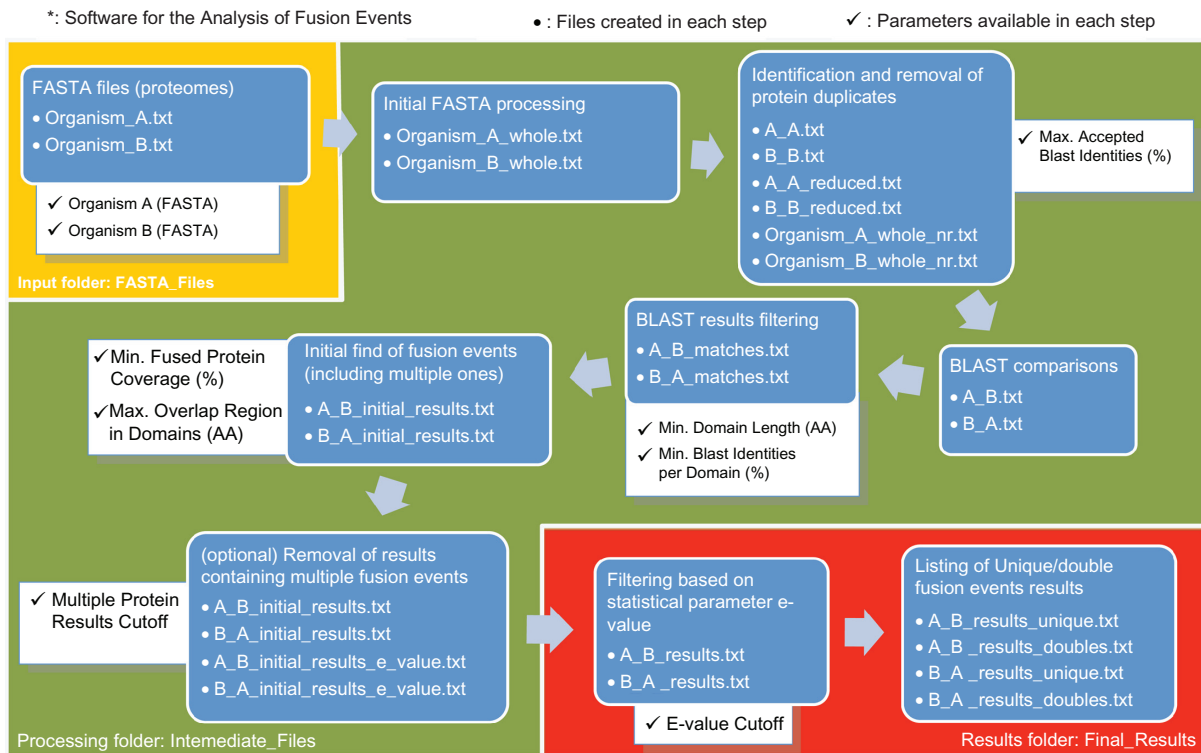 *: Software for the Analysis of Fusion Events
● : Files created in each step
✓ : Parameters available in each step
FASTA files (proteomes)
● Organism_A.txt
● Organism_B.txt
✓ Organism A (FASTA)
✓ Organism B (FASTA)
Input folder: FASTA_Files
Initial FASTA processing
● Organism_A_whole.txt
● Organism_B_whole.txt
Identification and removal of
protein duplicates
● A_A.txt
● B_B.txt
● A_A_reduced.txt
● B_B_reduced.txt
● Organism_A_whole_nr.txt
● Organism_B_whole_nr.txt
✓ Max. Accepted
Blast Identities (%)
BLAST comparisons
● A_B.txt
● B_A.txt
BLAST results filtering
● A_B_matches.txt
● B_A_matches.txt
✓ Min. Domain Length (AA)
✓ Min. Blast Identities
per Domain (%)
Initial find of fusion events
(including multiple ones)
● A_B_initial_results.txt
● B_A_initial_results.txt
✓ Min. Fused Protein
Coverage (%)
✓ Max. Overlap Region
in Domains (AA)
(optional) Removal of results
containing multiple fusion events
● A_B_initial_results.txt
● B_A_initial_results.txt
● A_B_initial_results_e_value.txt
● B_A_initial_results_e_value.txt
✓ Multiple Protein
Results Cutoff
Processing folder: Intemediate_Files
Filtering based on
statistical parameter e-
value
● A_B_results.txt
● B_A _results.txt
✓ E-value Cutoff
Listing of Unique/double
fusion events results
● A_B_results_unique.txt
● A_B _results_doubles.txt
● B_A _results_unique.txt
● B_A _results_doubles.txt
Results folder: Final_Results